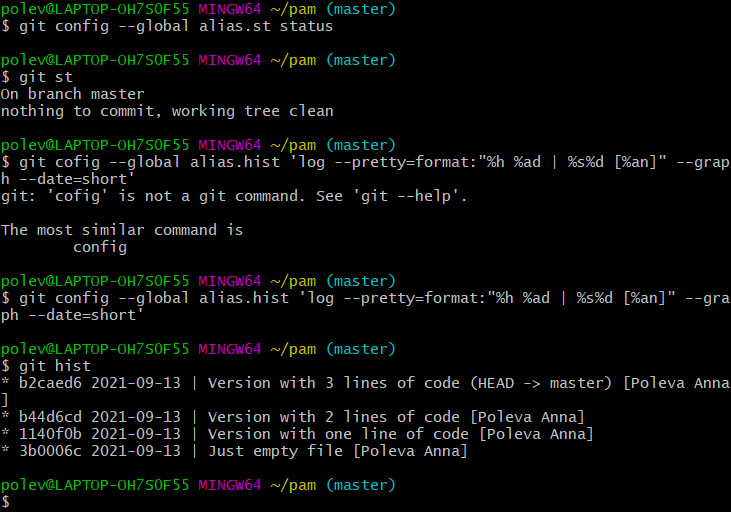 polev@LAPTOP-OH7S0F55 MINGW64 ~/pam (master)
$ git config --global alias.st status
polev@LAPTOP-OH7S0F55 MINGW64 ~/pam (master)
$ git st
On branch master
nothing to commit, working tree clean
polev@LAPTOP-OH7S0F55 MINGW64 ~/pam (master)
$ git cofig --global alias.hist 'log --pretty=format:"%h %ad | %s%d [%an]" --grap
h --date=short'
git: 'cofig' is not a git command. See 'git --help'.
The most similar command is
        config
polev@LAPTOP-OH7S0F55 MINGW64 ~/pam (master)
$ git config --global alias.hist 'log --pretty=format:"%h %ad | %s%d [%an]" --gra
ph --date=short'
polev@LAPTOP-OH7S0F55 MINGW64 ~/pam (master)
$ git hist
* b2caed6 2021-09-13 | Version with 3 lines of code (HEAD -> master) [Poleva Anna
]
* b44d6cd 2021-09-13 | Version with 2 lines of code [Poleva Anna]
* 1140f0b 2021-09-13 | Version with one line of code [Poleva Anna]
* 3b0006c 2021-09-13 | Just empty file [Poleva Anna]
polev@LAPTOP-OH7S0F55 MINGW64 ~/pam (master)
$